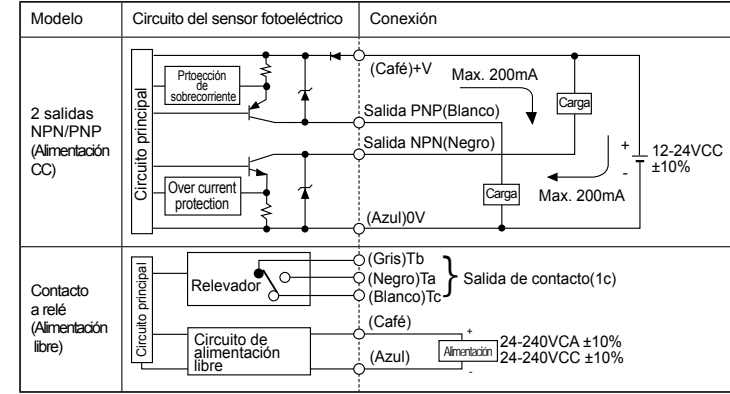 Modelo
Circuito del sensor fotoeléctrico
Conexión
2 salidas
NPN/PNP
(Alimentación
CC)
Circuito principal
Prtoección
de
sobrecorriente
Over current
protection
(Café)+V
Max. 200mA
Carga
Salida PNP(Blanco)
Salida NPN(Negro)
+
-
12-24VCC
±10%
Carga
Max. 200mA
(Azul)0V
Contacto
a relé
(Alimentación
libre)
Circuito principal
Relevador
(Gris)Tb
(Negro)Ta
(Blanco)Tc
Salida de contacto(1c)
Circuito de
alimentación
libre
(Café)
(Azul)
+
Alimentación
-
24-240VCA ±10%
24-240VCC ±10%